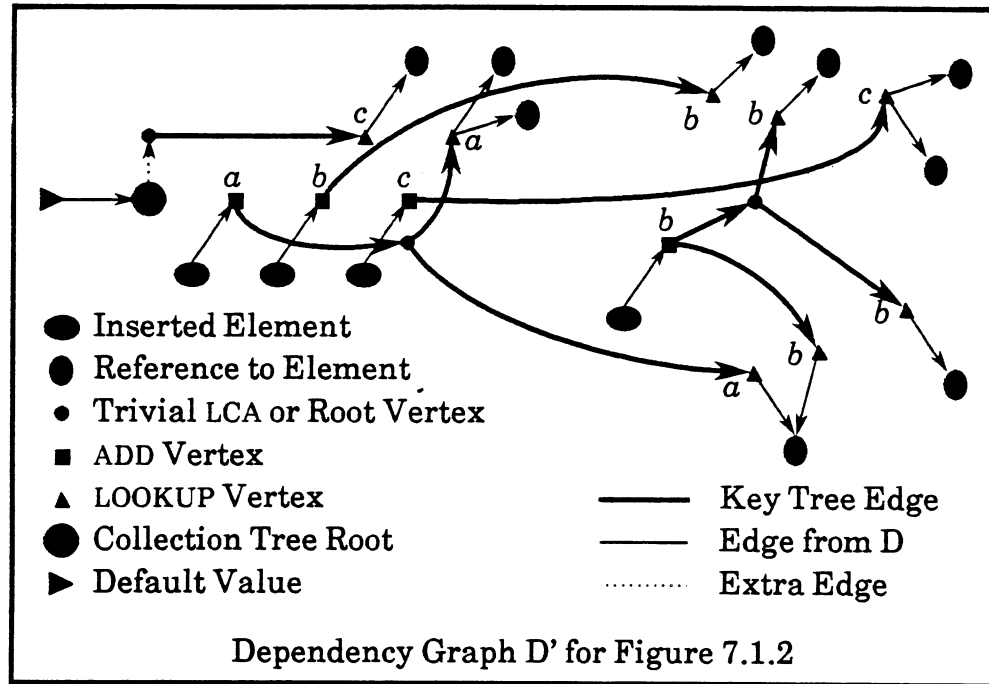 c
a
b
b
c
a
b
c
b
b
b
a
Inserted Element
Reference to Element
Trivial LCA or Root Vertex
ADD Vertex
LOOKUP Vertex
Collection Tree Root
Default Value
Key Tree Edge
Edge from D
Extra Edge
Dependency Graph D' for Figure 7.1.2